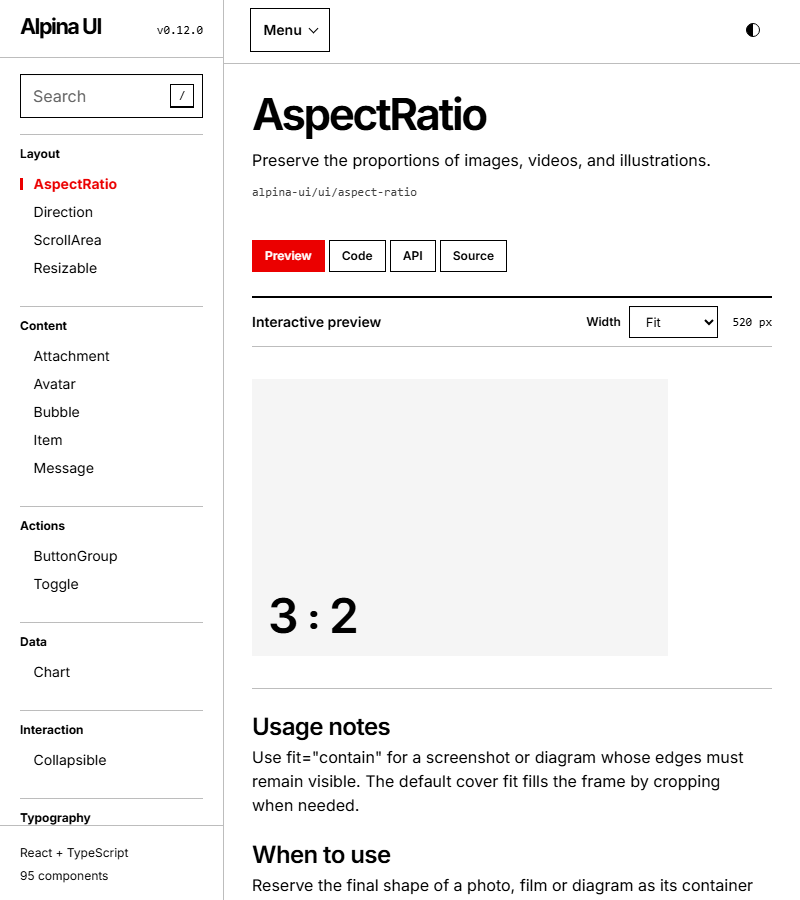 Alpina UI
v0.12.0
Search
/
Layout
AspectRatio
Direction
ScrollArea
Resizable
Content
Attachment
Avatar
Bubble
Item
Message
Actions
ButtonGroup
Toggle
Data
Chart
Interaction
Collapsible
Typography
React + TypeScript
95 components
Menu
AspectRatio
Preserve the proportions of images, videos, and illustrations.
alpina-ui/ui/aspect-ratio
Preview
Code
API
Source
Interactive preview
Width
Fit
520 px
3 : 2
Usage notes
Use fit="contain" for a screenshot or diagram whose edges must
remain visible. The default cover fit fills the frame by cropping
when needed.
When to use
Reserve the final shape of a photo, film or diagram as its container